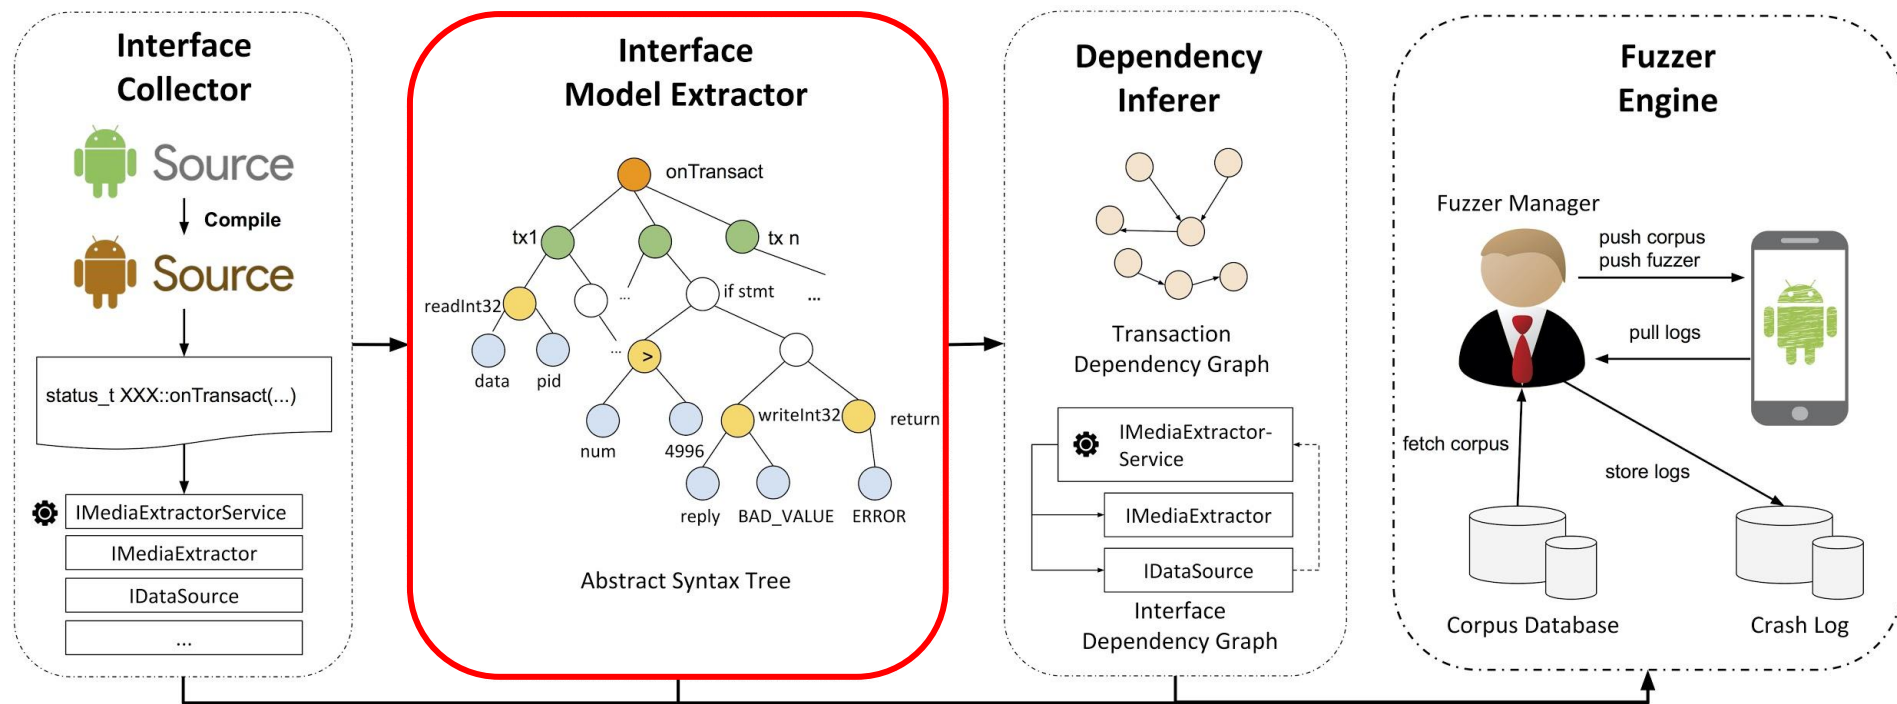 Interface
Collector
Source
Compile
Source
status_t XXX::onTransact(...)
IMediaExtractorService
IMediaExtractor
IDataSource
...
Interface
Model Extractor
onTransact
tx1
tx n
readInt32
...
if stmt
...
data
pid
...
>
num
4996
writeInt32
return
reply
BAD_VALUE
ERROR
Abstract Syntax Tree
Dependency
Inferer
Transaction
Dependency Graph
IMediaExtractor-
Service
IMediaExtractor
IDataSource
Interface
Dependency Graph
Fuzzer
Engine
Fuzzer Manager
push corpus
push fuzzer
pull logs
fetch corpus
store logs
Corpus Database
Crash Log